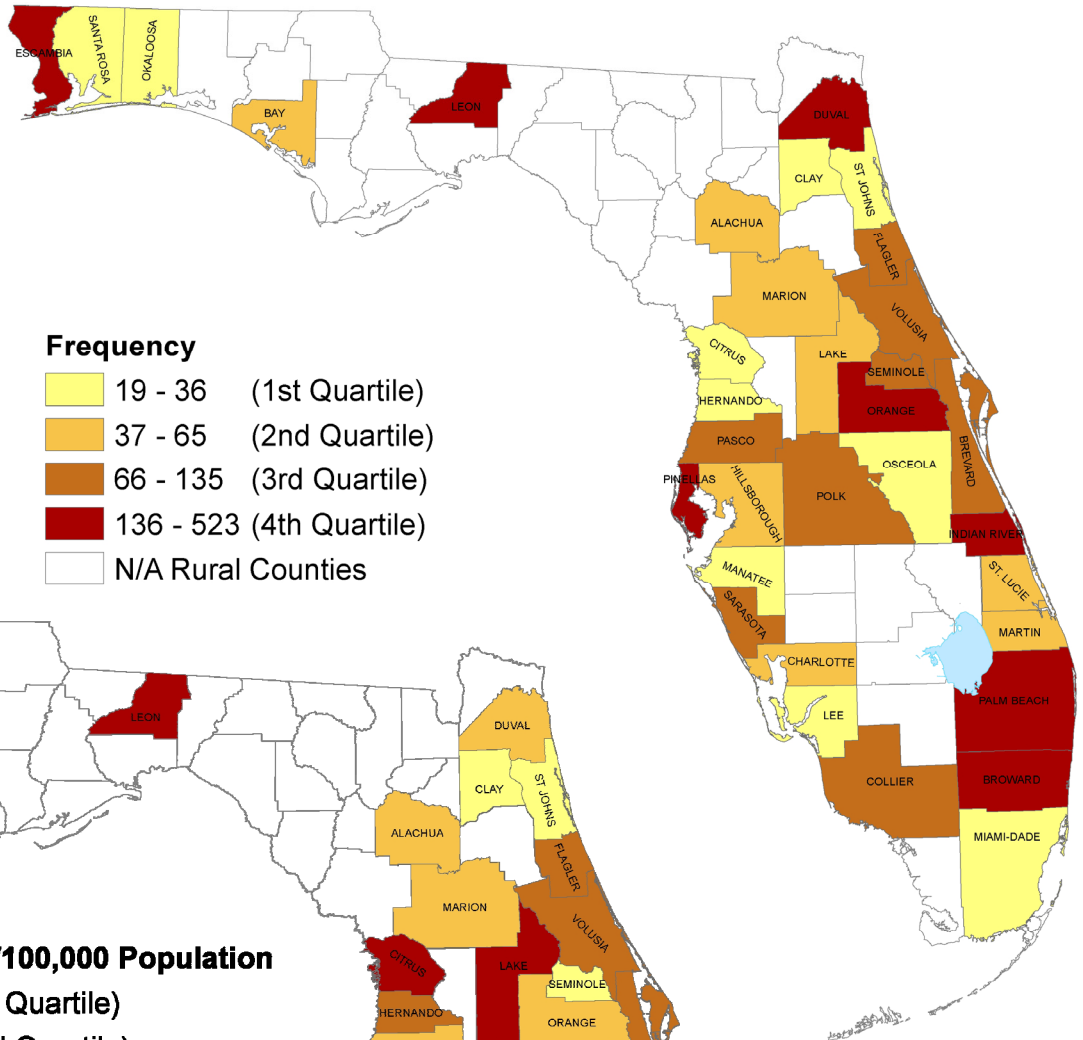 ESCAMBIA
SANTA ROSA
OKALOOSA
BAY
LEON
DUVAL
CLAY
ST JOHNS
ALACHUA
FLAGLER
MARION
VOLUSIA
CITRUS
LAKE
SEMINOLE
HERNANDO
ORANGE
PASCO
BREVARD
OSCEOLA
PINELLAS
HILLSBOROUGH
POLK
INDIAN RIVER
MANATEE
ST. LUCIE
SARASOTA
MARTIN
CHARLOTTE
PALM BEACH
LEE
COLLIER
BROWARD
MIAMI-DADE
Frequency
19 - 36 (1st Quartile)
37 - 65 (2nd Quartile)
66 - 135 (3rd Quartile)
136 - 523 (4th Quartile)
N/A Rural Counties
LEON
DUVAL
CLAY
ST JOHNS
ALACHUA
FLAGLER
MARION
VOLUSIA
CITRUS
LAKE
SEMINOLE
HERNANDO
ORANGE
/100,000 Population
Quartile)